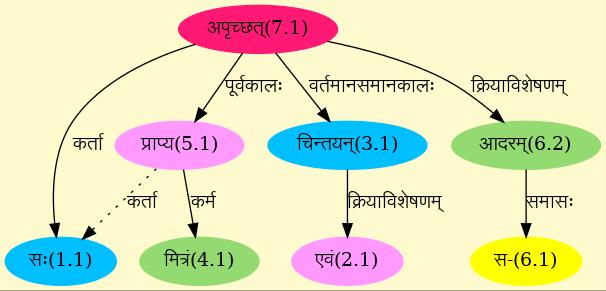 अपृच्छत्(7.1)
पूर्वकालः वर्तमानसमानकालः क्रियाविशेषणम्
कर्ता प्राप्य(5.1) चिन्तयन्(3.1) आदरम्(6.2)
कर्ता कर्म क्रियाविशेषणम् समासः
सः(1.1) मित्रं(4.1) एवं(2.1) स-(6.1)